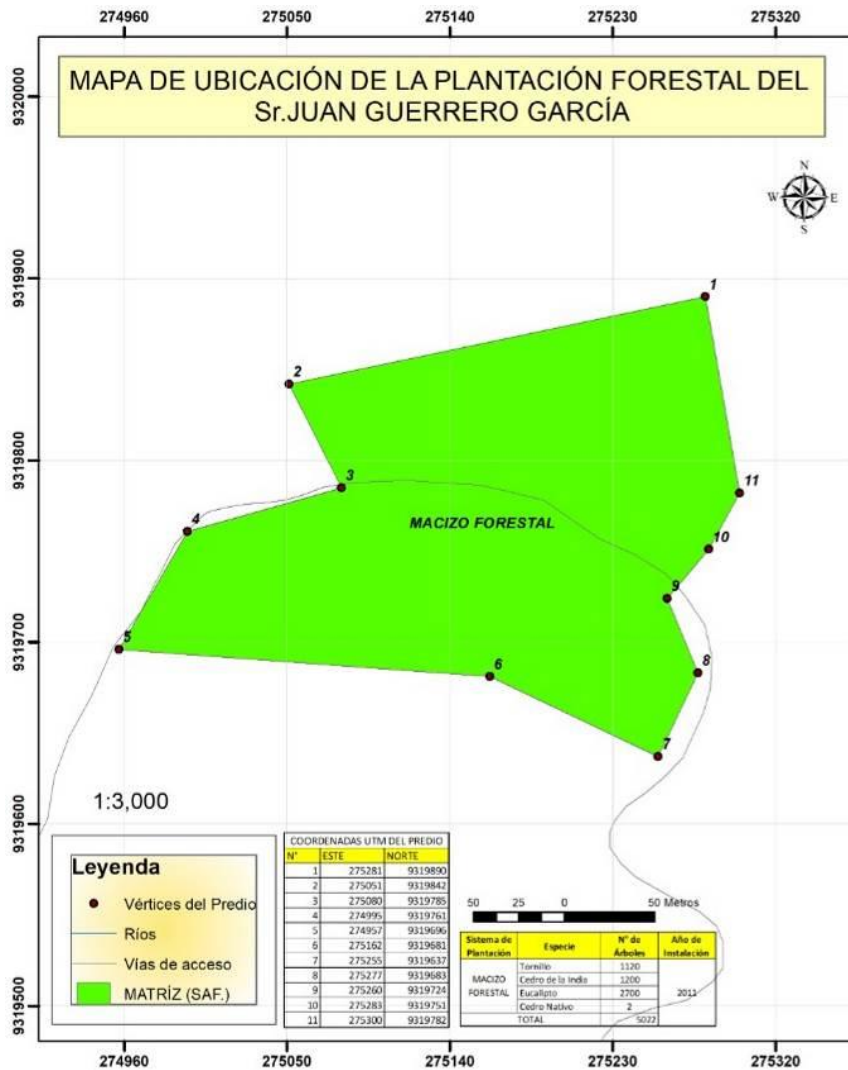 274960 275050 275140 275230 275320
MAPA DE UBICACIÓN DE LA PLANTACIÓN FORESTAL DEL
Sr.JUAN GUERRERO GARCÍA
9320000
N
W E
S
9319900
1
2
9319800
3
11
4
MACIZO FORESTAL
10
9
9319700
5
6
8
7
1:3,000
9319600
Leyenda
Vértices del Predio
Ríos
Vías de acceso
MATRÍZ (SAF.)
COORDENADAS UTM DEL PREDIO
N° ESTE NORTE
1 275281 9319890
2 275051 9319842
3 275080 9319785
4 274995 9319761
5 274957 9319696
6 275162 9319681
7 275255 9319637
8 275277 9319683
9 275260 9319724
10 275283 9319751
11 275300 9319782
50 25 0 50 Metros
Sistema de Plantación Especie N° de Árboles Año de Instalación
MACIZO FORESTAL
Tornillo 1120
Cedro de la India 1200
Eucalipto 2700
Cedro Nativo 2
2011
TOTAL 5022
9319500
274960 275050 275140 275230 275320